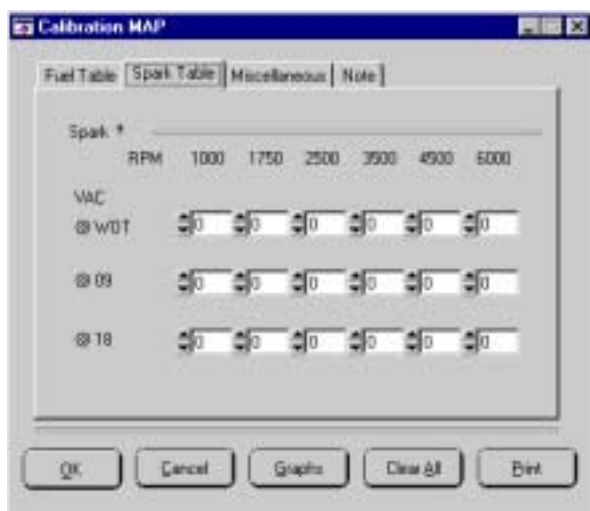 Calibration MAP
Fuel Table Spark Table Miscellaneous Note
Spark °
RPM 1000 1750 2500 3500 4500 6000
VAC
@ WOT 0 0 0 0 0 0
@ 09 0 0 0 0 0 0
@ 18 0 0 0 0 0 0
OK Cancel Graphs Clear All Print